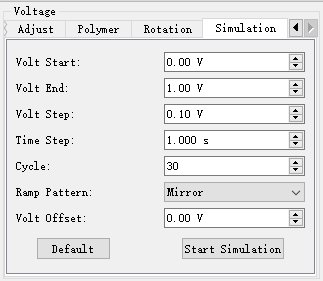 Voltage
Adjust Polymer Rotation Simulation
Volt Start: 0.00 V
Volt End: 1.00 V
Volt Step: 0.10 V
Time Step: 1.000 s
Cycle: 30
Ramp Pattern: Mirror
Volt Offset: 0.00 V
Default Start Simulation